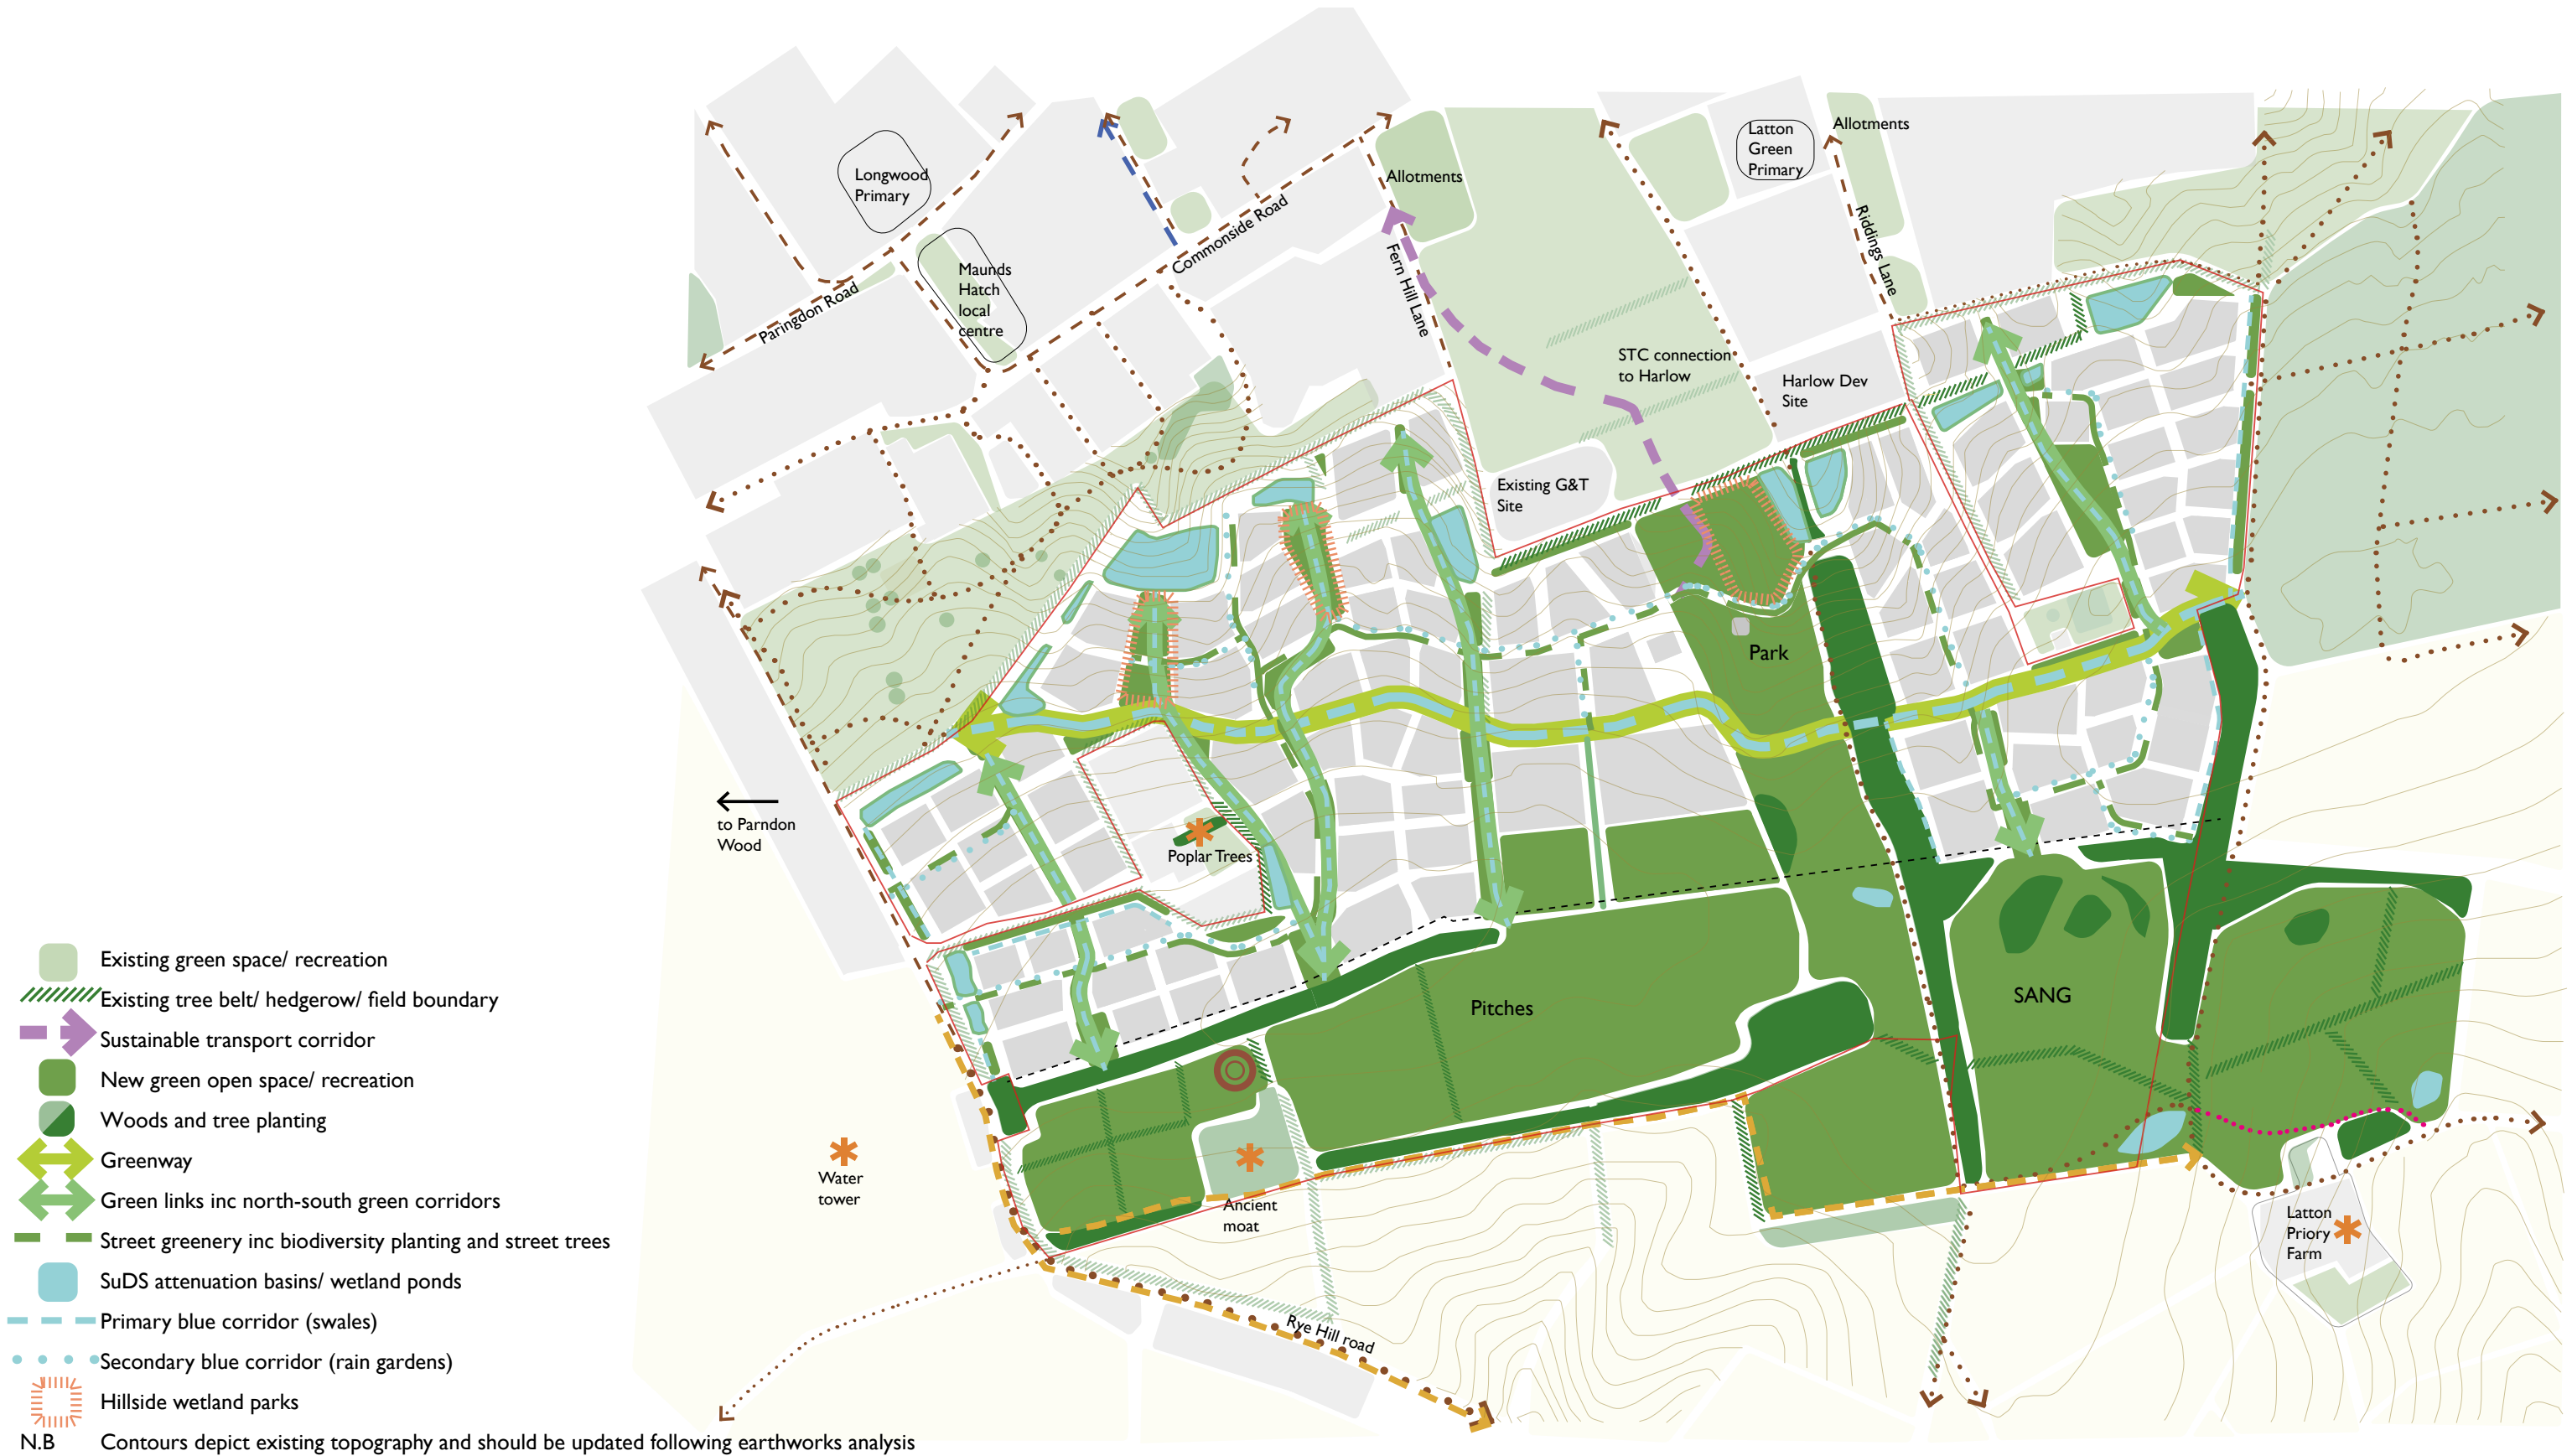 Longwood
Primary
Maunds
Hatch
local
centre
Paringdon Road
Commonside Road
Allotments
Fern Hill Lane
Latton
Green
Primary
Allotments
Riddings Lane
STC connection
to Harlow
Harlow Dev
Site
Existing G&T
Site
Park
to Parndon
Wood
Poplar Trees
Pitches
SANG
Water
tower
Ancient
moat
Latton
Priory
Farm
Rye Hill road
Existing green space/ recreation
Existing tree belt/ hedgerow/ field boundary
Sustainable transport corridor
New green open space/ recreation
Woods and tree planting
Greenway
Green links inc north-south green corridors
Street greenery inc biodiversity planting and street trees
SuDS attenuation basins/ wetland ponds
Primary blue corridor (swales)
Secondary blue corridor (rain gardens)
Hillside wetland parks
N.B Contours depict existing topography and should be updated following earthworks analysis